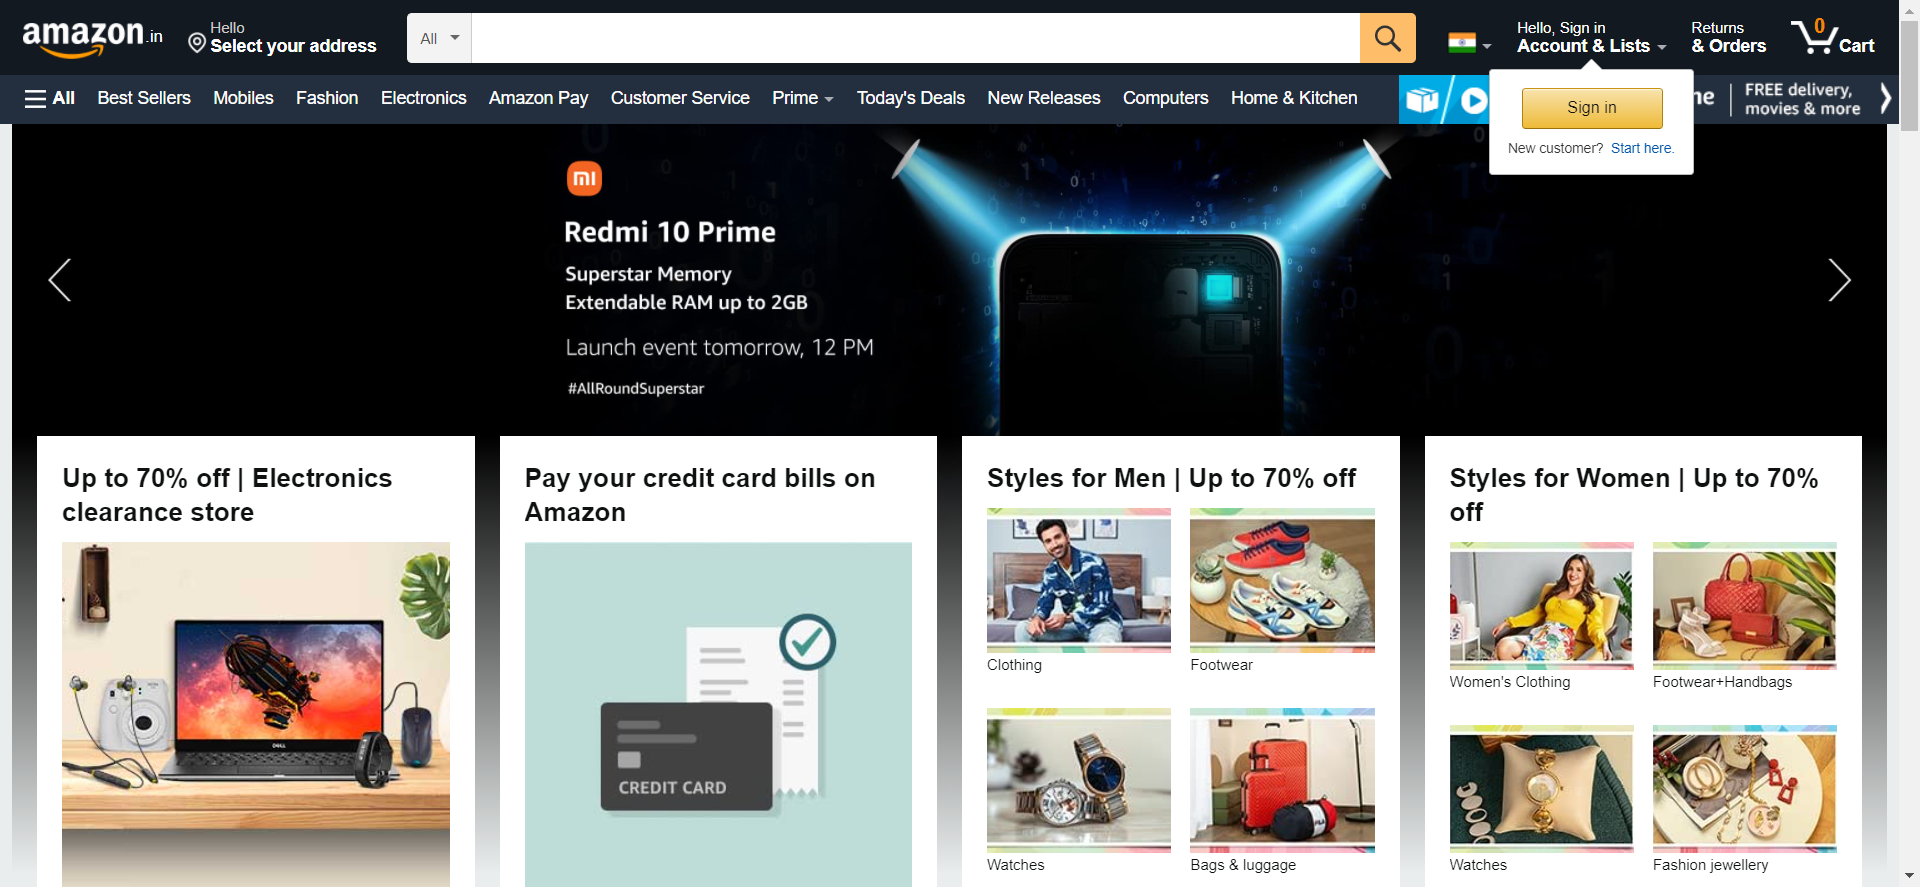 amazon.in
Hello
Select your address
All
Hello, Sign in
Account & Lists
Returns
& Orders
0
Cart
All
Best Sellers
Mobiles
Fashion
Electronics
Amazon Pay
Customer Service
Prime
Today's Deals
New Releases
Computers
Home & Kitchen
FREE delivery,
movies & more
Sign in
New customer? Start here.
mi
Redmi 10 Prime
Superstar Memory
Extendable RAM up to 2GB
Launch event tomorrow, 12 PM
#AllRoundSuperstar
Up to 70% off | Electronics
clearance store
DELL
Pay your credit card bills on
Amazon
CREDIT CARD
Styles for Men | Up to 70% off
Clothing
Footwear
Watches
FILA
Bags & luggage
Styles for Women | Up to 70%
off
Women's Clothing
Footwear+Handbags
Watches
Fashion jewellery